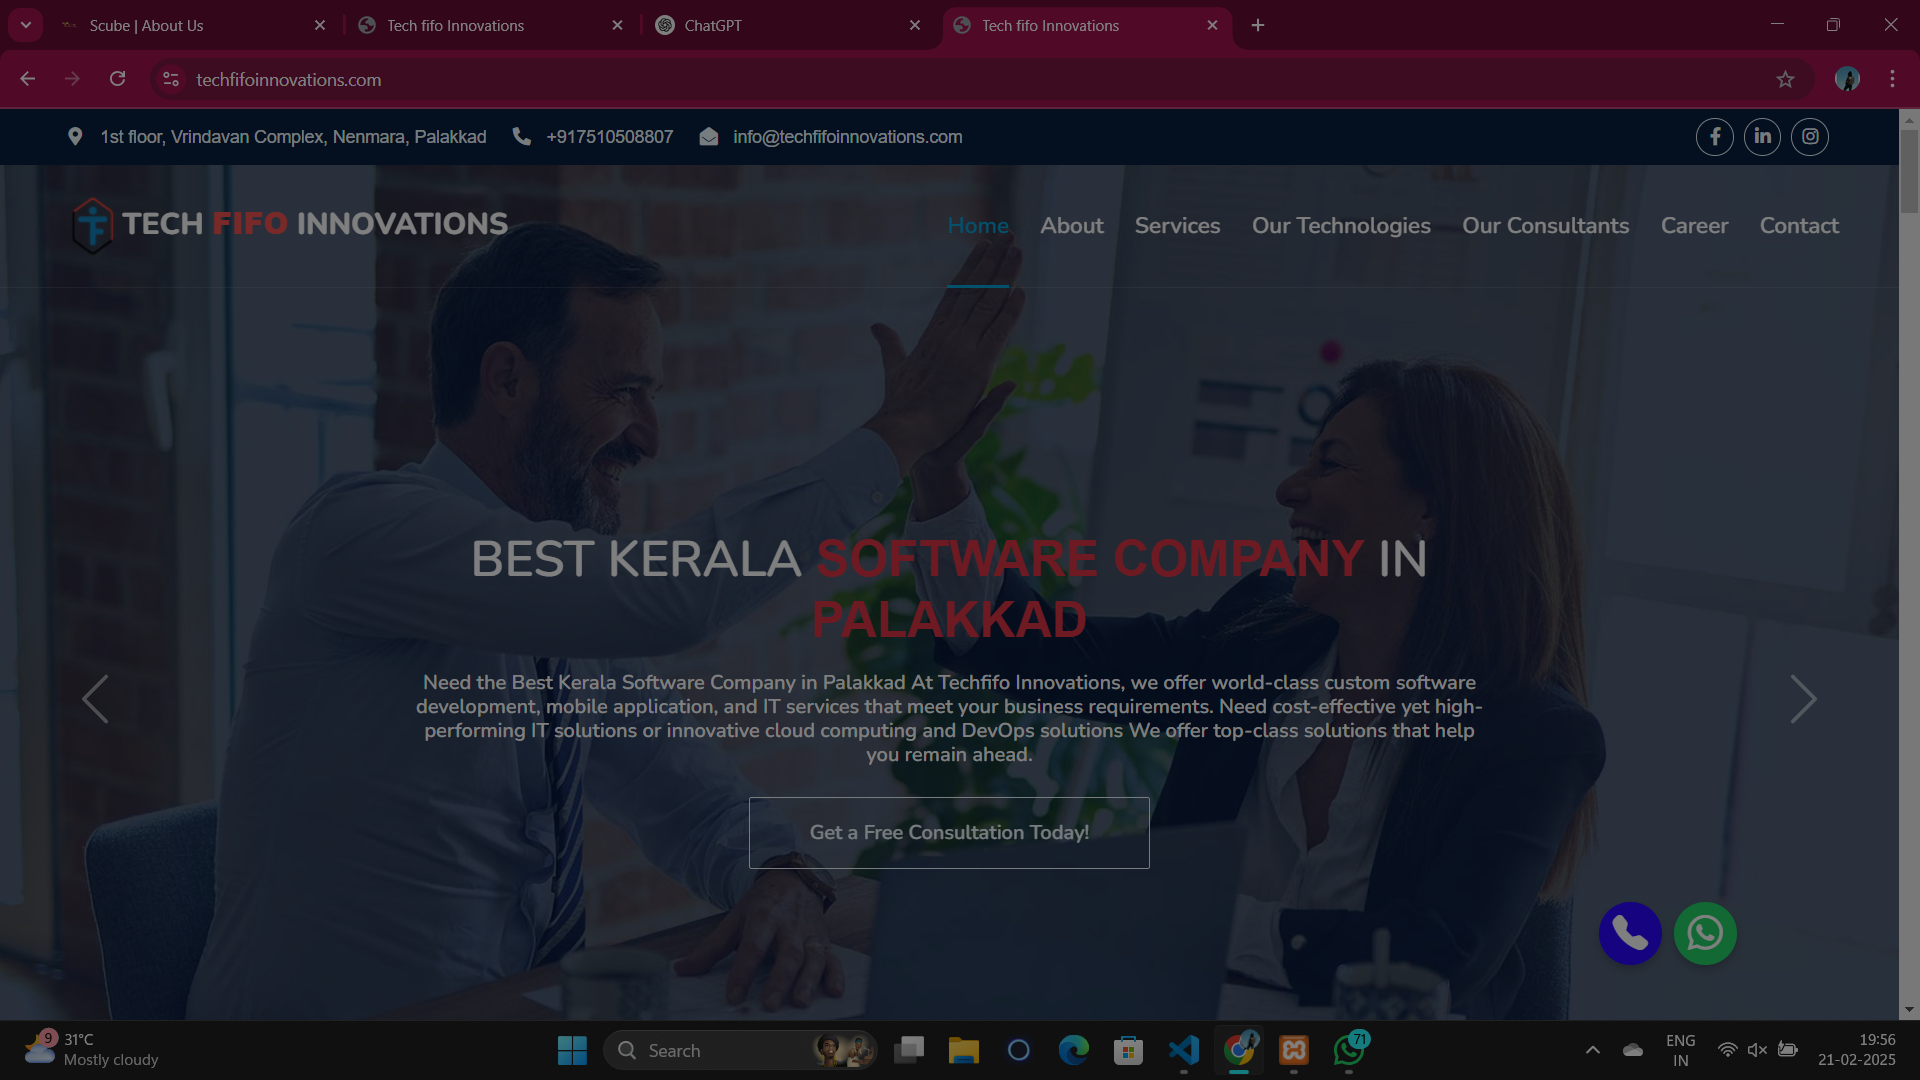 Scube | About Us
Tech fifo Innovations
ChatGPT
Tech fifo Innovations
techfifoinnovations.com
1st floor, Vrindavan Complex, Nenmara, Palakkad
+917510508807
info@techfifoinnovations.com
TECH FIFO INNOVATIONS
Home
About
Services
Our Technologies
Our Consultants
Career
Contact
BEST KERALA SOFTWARE COMPANY IN
PALAKKAD
Need the Best Kerala Software Company in Palakkad At Techfifo Innovations, we offer world-class custom software
development, mobile application, and IT services that meet your business requirements. Need cost-effective yet high-
performing IT solutions or innovative cloud computing and DevOps solutions We offer top-class solutions that help
you remain ahead.
Get a Free Consultation Today!
9
31°C
Mostly cloudy
Search
71
ENG
IN
19:56
21-02-2025